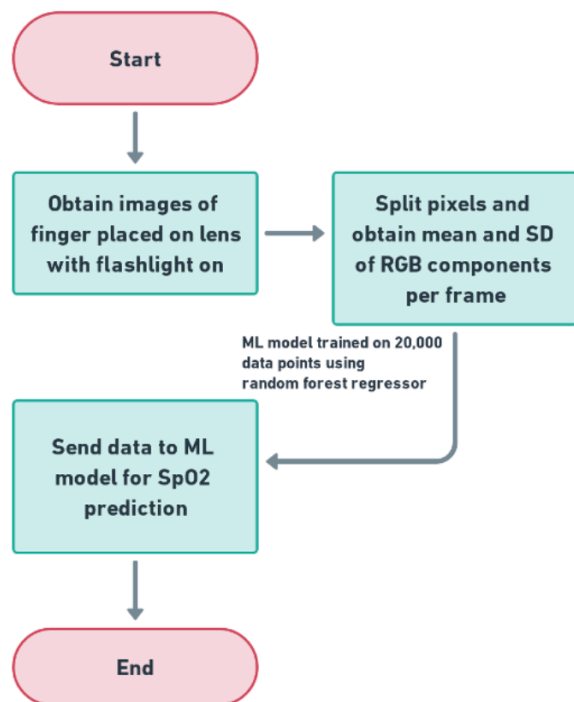 Start
Obtain images of
finger placed on lens
with flashlight on
Split pixels and
obtain mean and SD
of RGB components
per frame
ML model trained on 20,000
data points using
random forest regressor
Send data to ML
model for SpO2
prediction
End